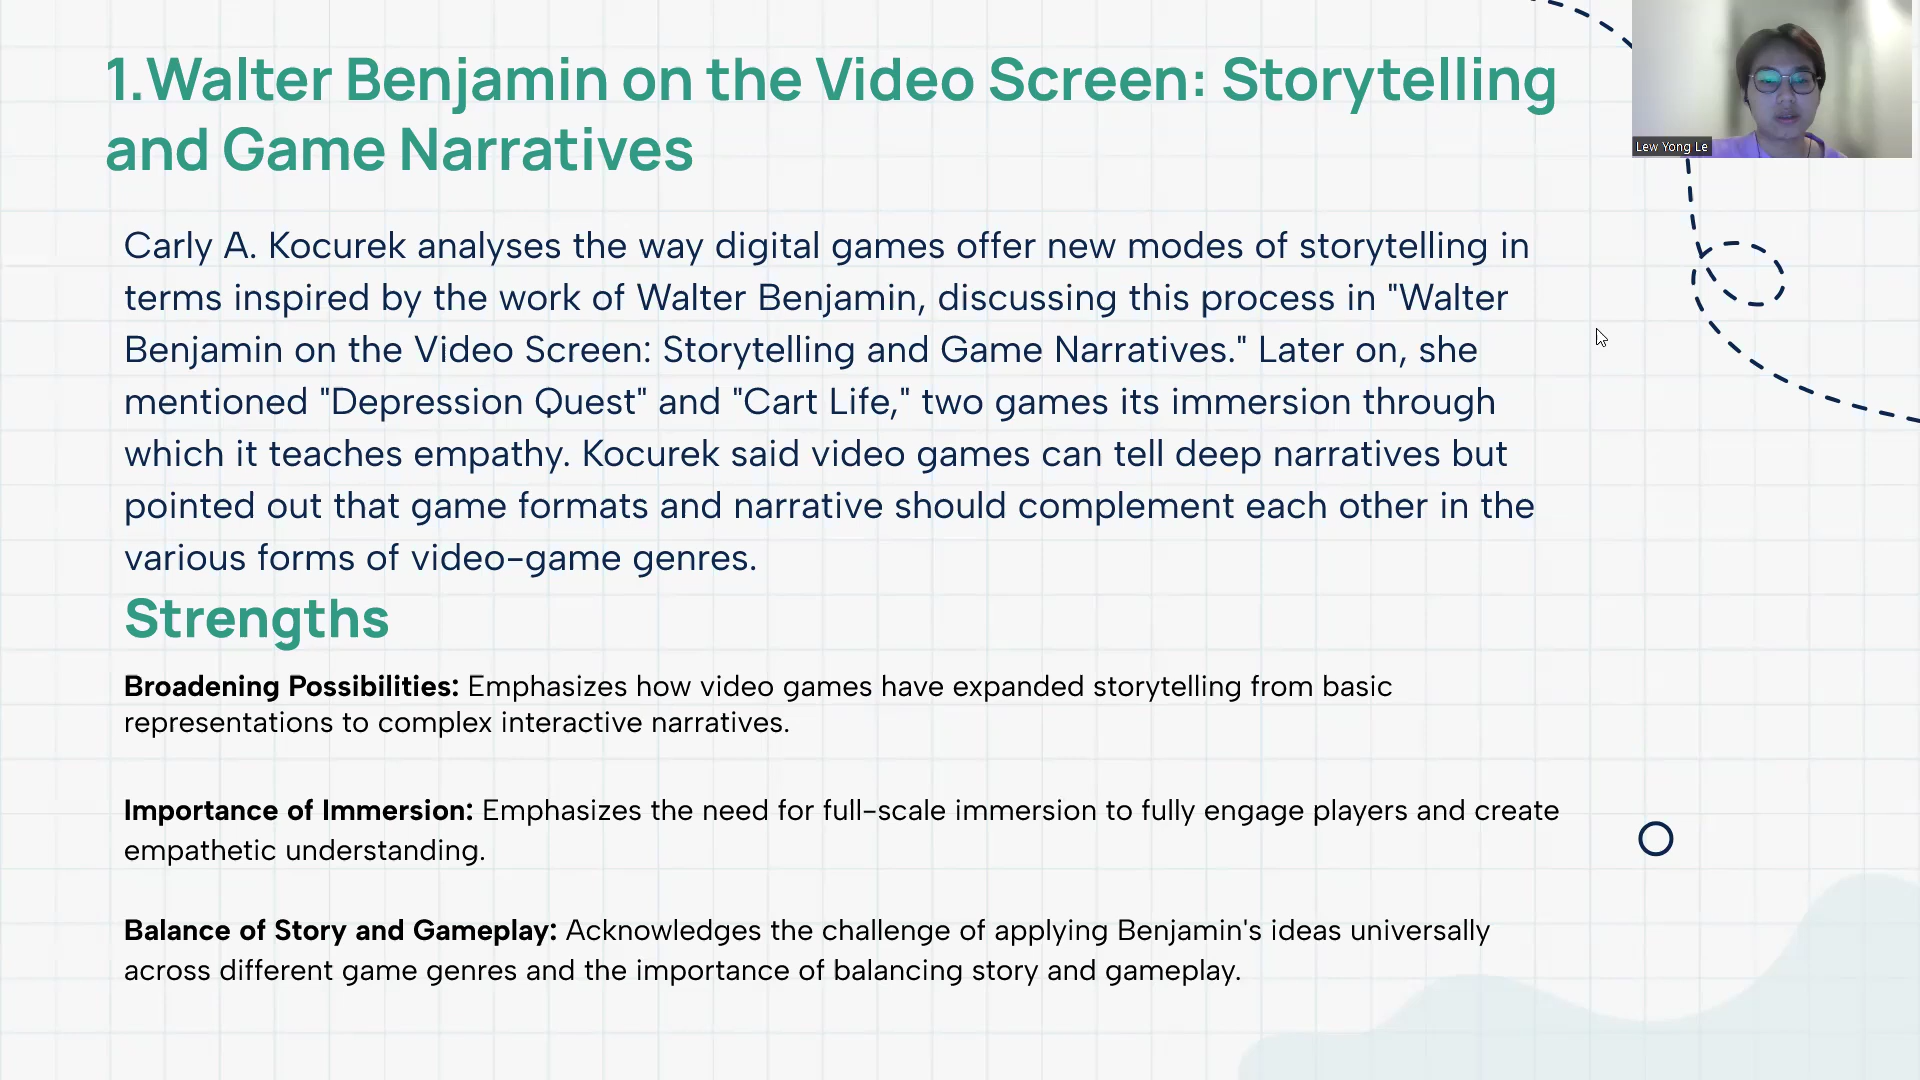 1.Walter Benjamin on the Video Screen: Storytelling
and Game Narratives
Lew Yong Le
Carly A. Kocurek analyses the way digital games offer new modes of storytelling in
terms inspired by the work of Walter Benjamin, discussing this process in "Walter
Benjamin on the Video Screen: Storytelling and Game Narratives." Later on, she
mentioned "Depression Quest" and "Cart Life," two games its immersion through
which it teaches empathy. Kocurek said video games can tell deep narratives but
pointed out that game formats and narrative should complement each other in the
various forms of video-game genres.
Strengths
Broadening Possibilities: Emphasizes how video games have expanded storytelling from basic
representations to complex interactive narratives.
Importance of Immersion: Emphasizes the need for full-scale immersion to fully engage players and create
empathetic understanding.
Balance of Story and Gameplay: Acknowledges the challenge of applying Benjamin's ideas universally
across different game genres and the importance of balancing story and gameplay.